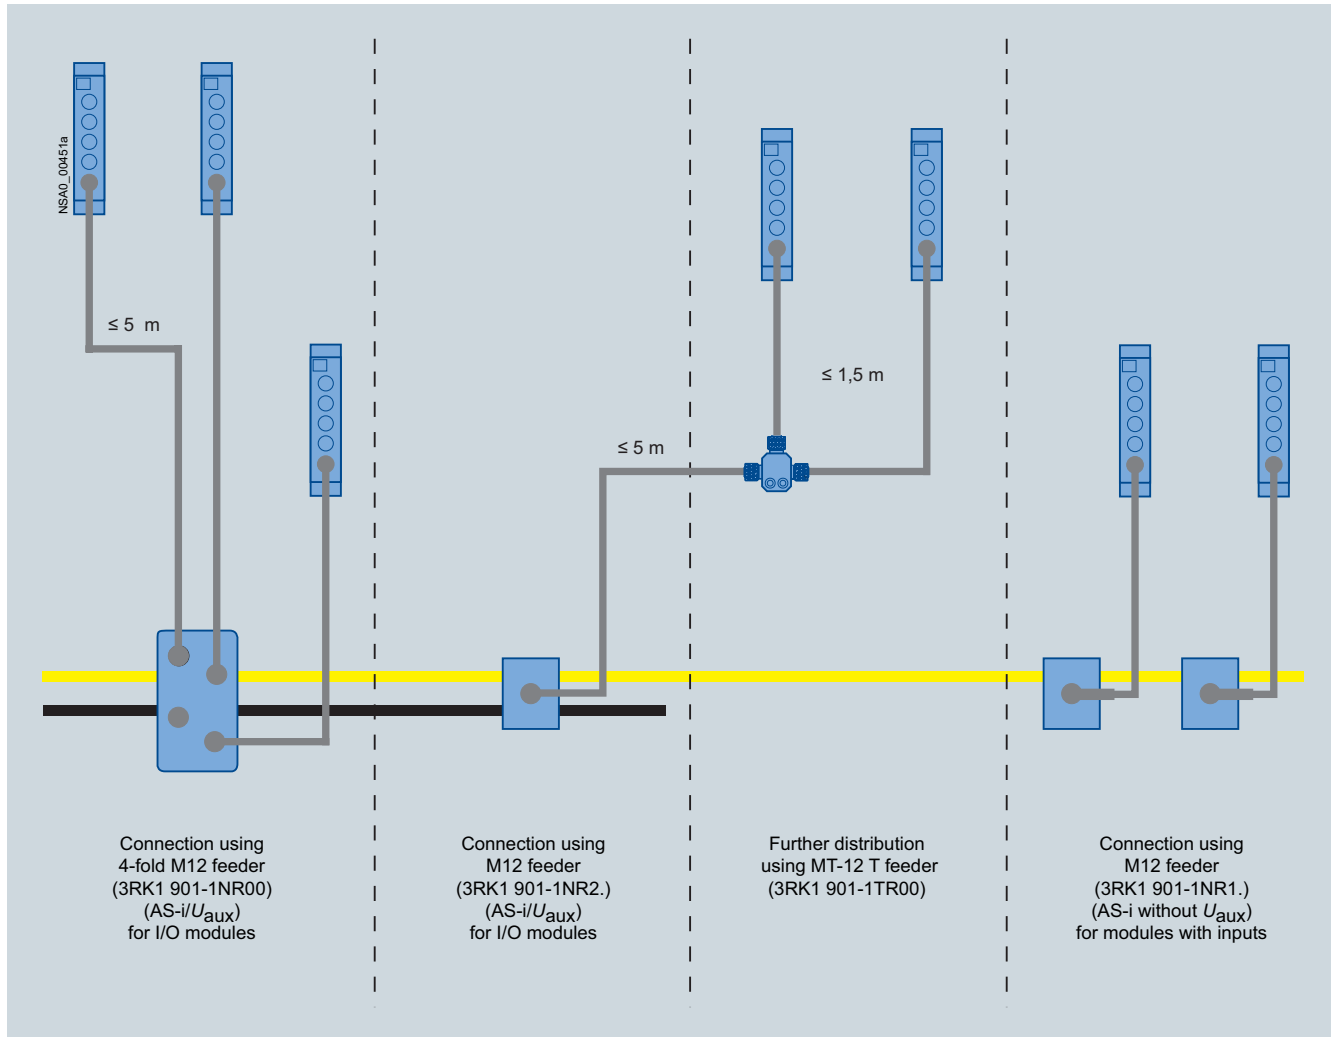 NSA0_00451a
≤ 5 m
≤ 5 m
≤ 1,5 m
Connection using
4-fold M12 feeder
(3RK1 901-1NR00)
(AS-i/Uaux)
for I/O modules
Connection using
M12 feeder
(3RK1 901-1NR2.)
(AS-i/Uaux)
for I/O modules
Further distribution
using MT-12 T feeder
(3RK1 901-1TR00)
Connection using
M12 feeder
(3RK1 901-1NR1.)
(AS-i without Uaux)
for modules with inputs